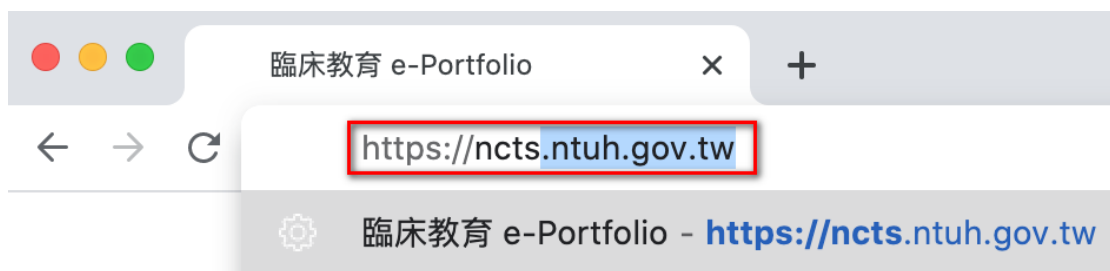 臨床教育 e-Portfolio
https://ncts.ntuh.gov.tw
臨床教育 e-Portfolio - https://ncts.ntuh.gov.tw